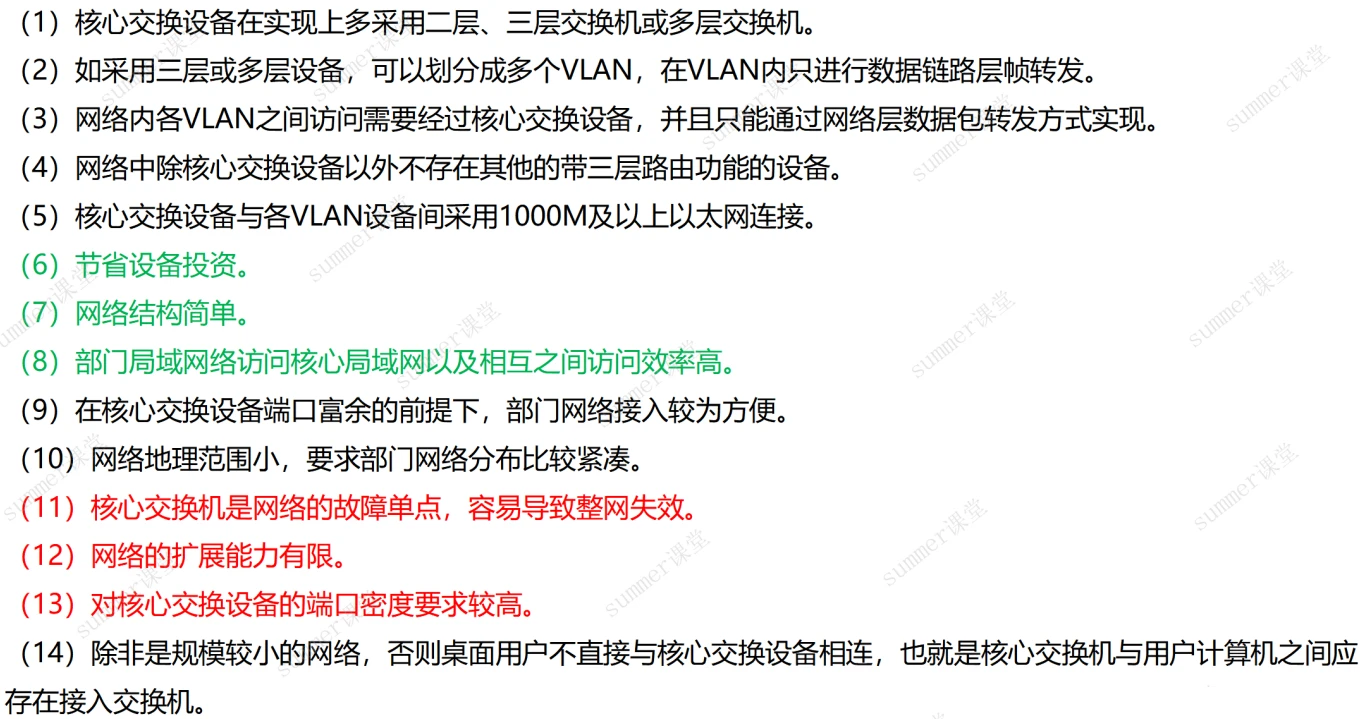 （1）核心交换设备在实现上多采用二层、三层交换机或多层交换机。
（2）如采用三层或多层设备，可以划分成多个VLAN，在VLAN内只进行数据链路层帧转发。
（3）网络内各VLAN之间访问需要经过核心交换设备，并且只能通过网络层数据包转发方式实现。
（4）网络中除核心交换设备以外不存在其他的带三层路由功能的设备。
（5）核心交换设备与各VLAN设备间采用1000M及以上以太网连接。
（6）节省设备投资。
（7）网络结构简单。
（8）部门局域网络访问核心局域网以及相互之间访问效率高。
（9）在核心交换设备端口富余的前提下，部门网络接入较为方便。
（10）网络地理范围小，要求部门网络分布比较紧凑。
（11）核心交换机是网络的故障单点，容易导致整网失效。
（12）网络的扩展能力有限。
（13）对核心交换设备的端口密度要求较高。
（14）除非是规模较小的网络，否则桌面用户不直接与核心交换设备相连，也就是核心交换机与用户计算机之间应
存在接入交换机。
summer课堂